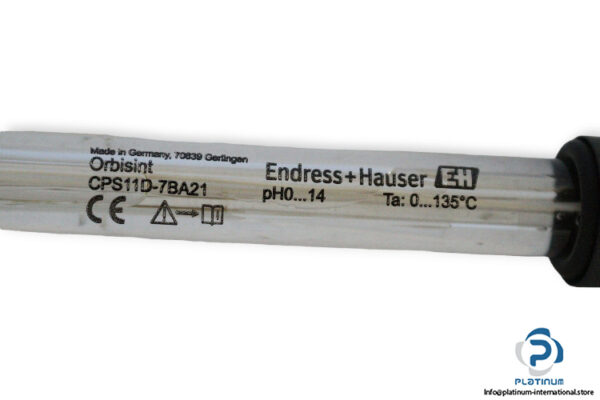 Made in Germany, 70839 Gerlingen
Orbisint
CPS11D-7BA21
CE
Endress+Hauser EH
pH0...14 Ta: 0...135°C
PLATINUM
Info@platinum-international.store